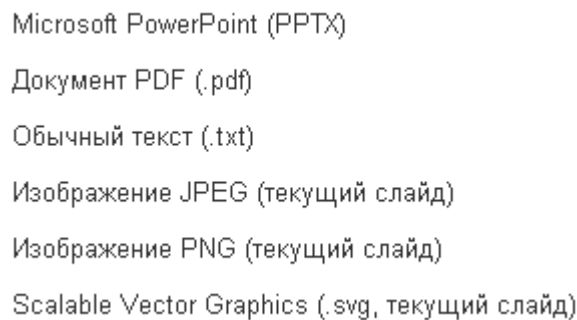 Microsoft PowerPoint (PPTX)
Документ PDF (.pdf)
Обычный текст (.txt)
Изображение JPEG (текущий слайд)
Изображение PNG (текущий слайд)
Scalable Vector Graphics (.svg, текущий слайд)